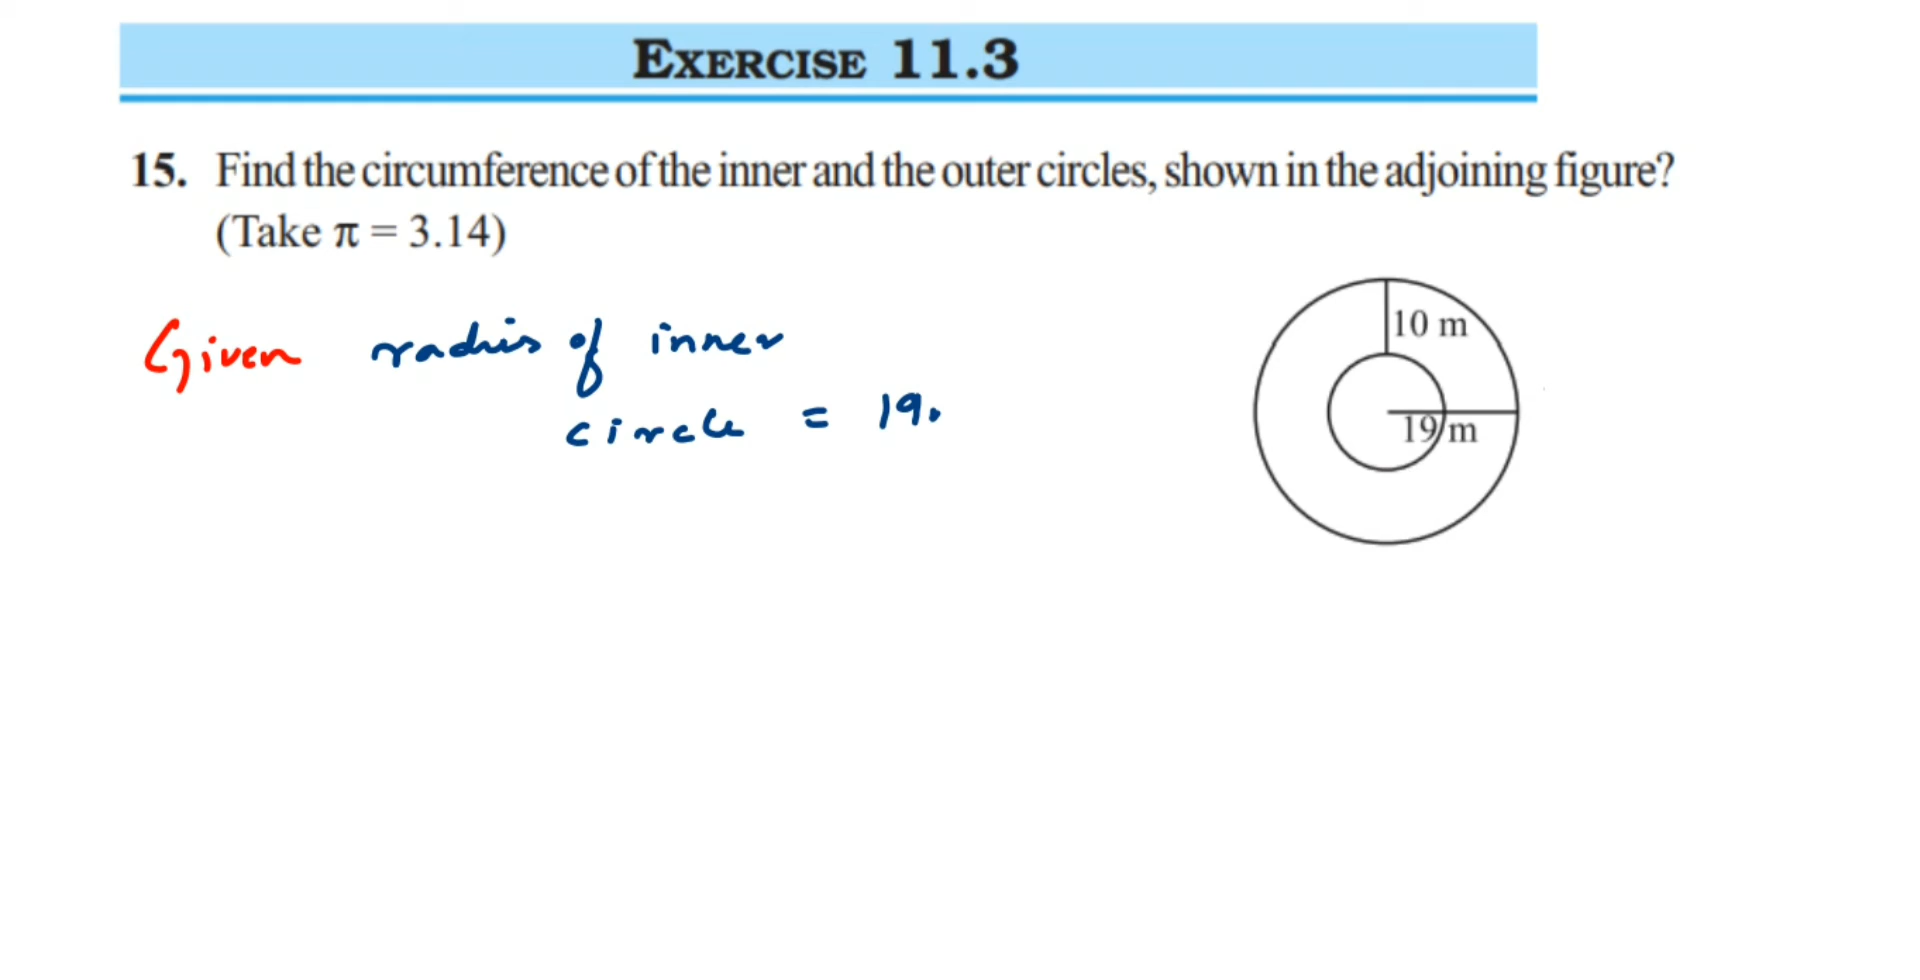 EXERCISE 11.3
15. Find the circumference of the inner and the outer circles, shown in the adjoining figure?
(Take π = 3.14)
Given radius of inner
circle = 19.
10 m
19 m